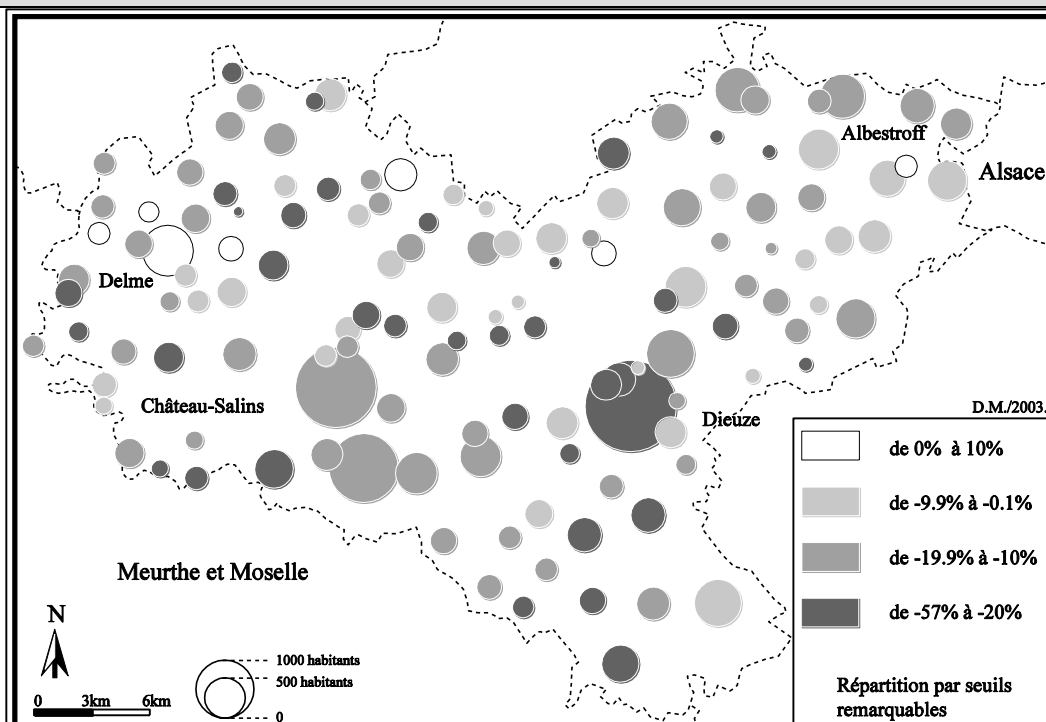 Albestroff
Alsace
Delme
Château-Salins
Dieuze
D.M./2003.
de 0% à 10%
de -9.9% à -0.1%
de -19.9% à -10%
de -57% à -20%
Meurthe et Moselle
N
0 3km 6km
1000 habitants
500 habitants
0
Répartition par seuils
remarquables